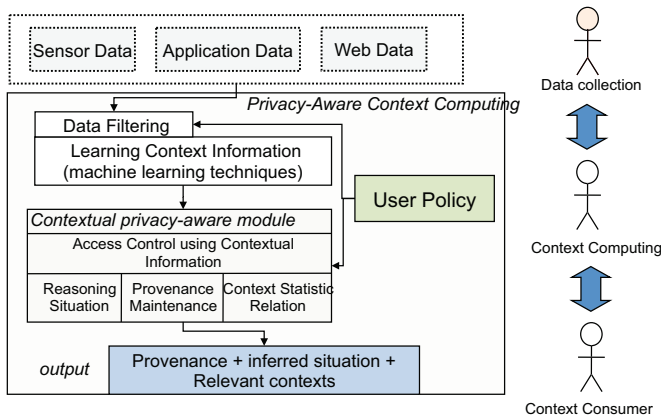 Sensor Data
Application Data
Web Data
Privacy-Aware Context Computing
Data Filtering
Learning Context Information
(machine learning techniques)
User Policy
Contextual privacy-aware module
Access Control using Contextual
Information
Reasoning
Situation
Provenance
Maintenance
Context Statistic
Relation
output
Provenance + inferred situation +
Relevant contexts
Data collection
Context Computing
Context Consumer